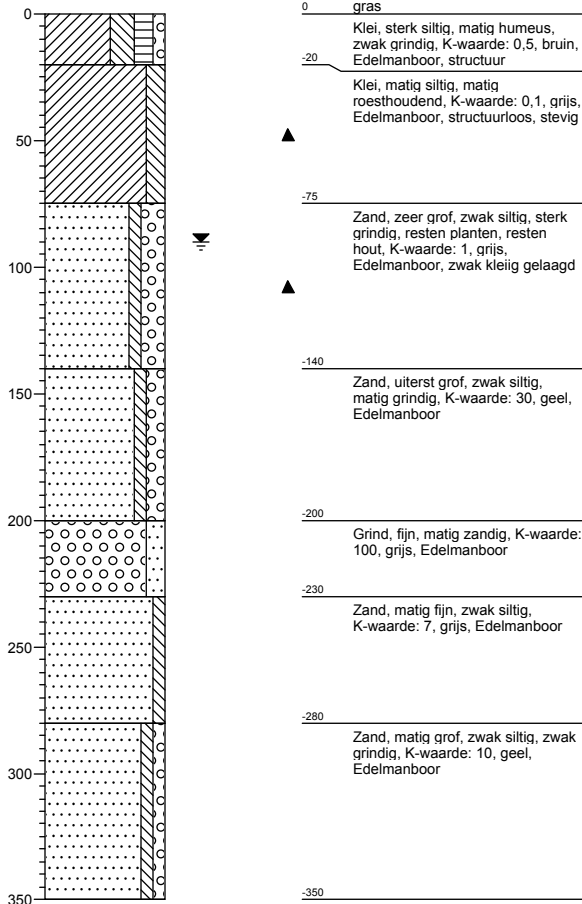 0
50
100
150
200
250
300
350
0
gras
Klei, sterk siltig, matig humeus,
zwak grindig, K-waarde: 0,5, bruin,
Edelmanboor, structuur
-20
Klei, matig siltig, matig
roesthoudend, K-waarde: 0,1, grijs,
Edelmanboor, structuurloos, stevig
-75
Zand, zeer grof, zwak siltig, sterk
grindig, resten planten, resten
hout, K-waarde: 1, grijs,
Edelmanboor, zwak kleiig gelaagd
-140
Zand, uiterst grof, zwak siltig,
matig grindig, K-waarde: 30, geel,
Edelmanboor
-200
Grind, fijn, matig zandig, K-waarde:
100, grijs, Edelmanboor
-230
Zand, matig fijn, zwak siltig,
K-waarde: 7, grijs, Edelmanboor
-280
Zand, matig grof, zwak siltig, zwak
grindig, K-waarde: 10, geel,
Edelmanboor
-350